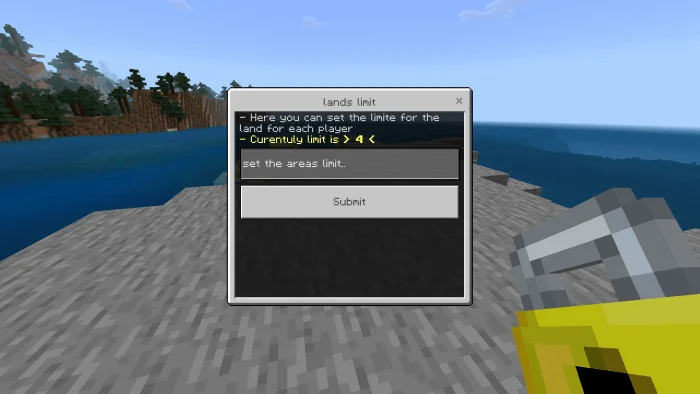 lands limit
- Here you can set the limite for the
land for each player
- Curentuly limit is > 4 <
set the areas limit..
Submit